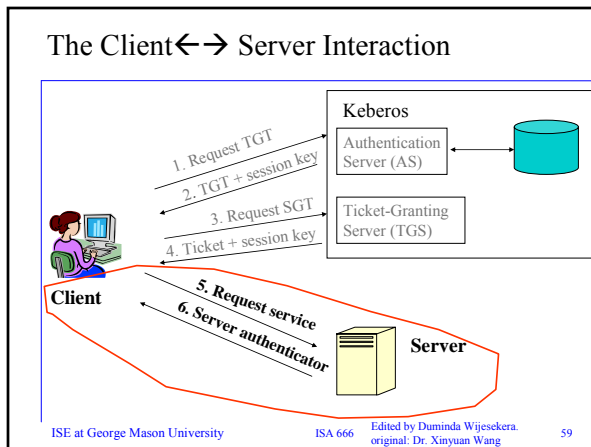 The Client←→ Server Interaction
Keberos
Authentication
Server (AS)
1. Request TGT
2. TGT + session key
3. Request SGT
4. Ticket + session key
Ticket-Granting
Server (TGS)
Client
5. Request service
6. Server authenticator
Server
ISE at George Mason University
ISA 666
Edited by Duminda Wijesekera.
original: Dr. Xinyuan Wang
59